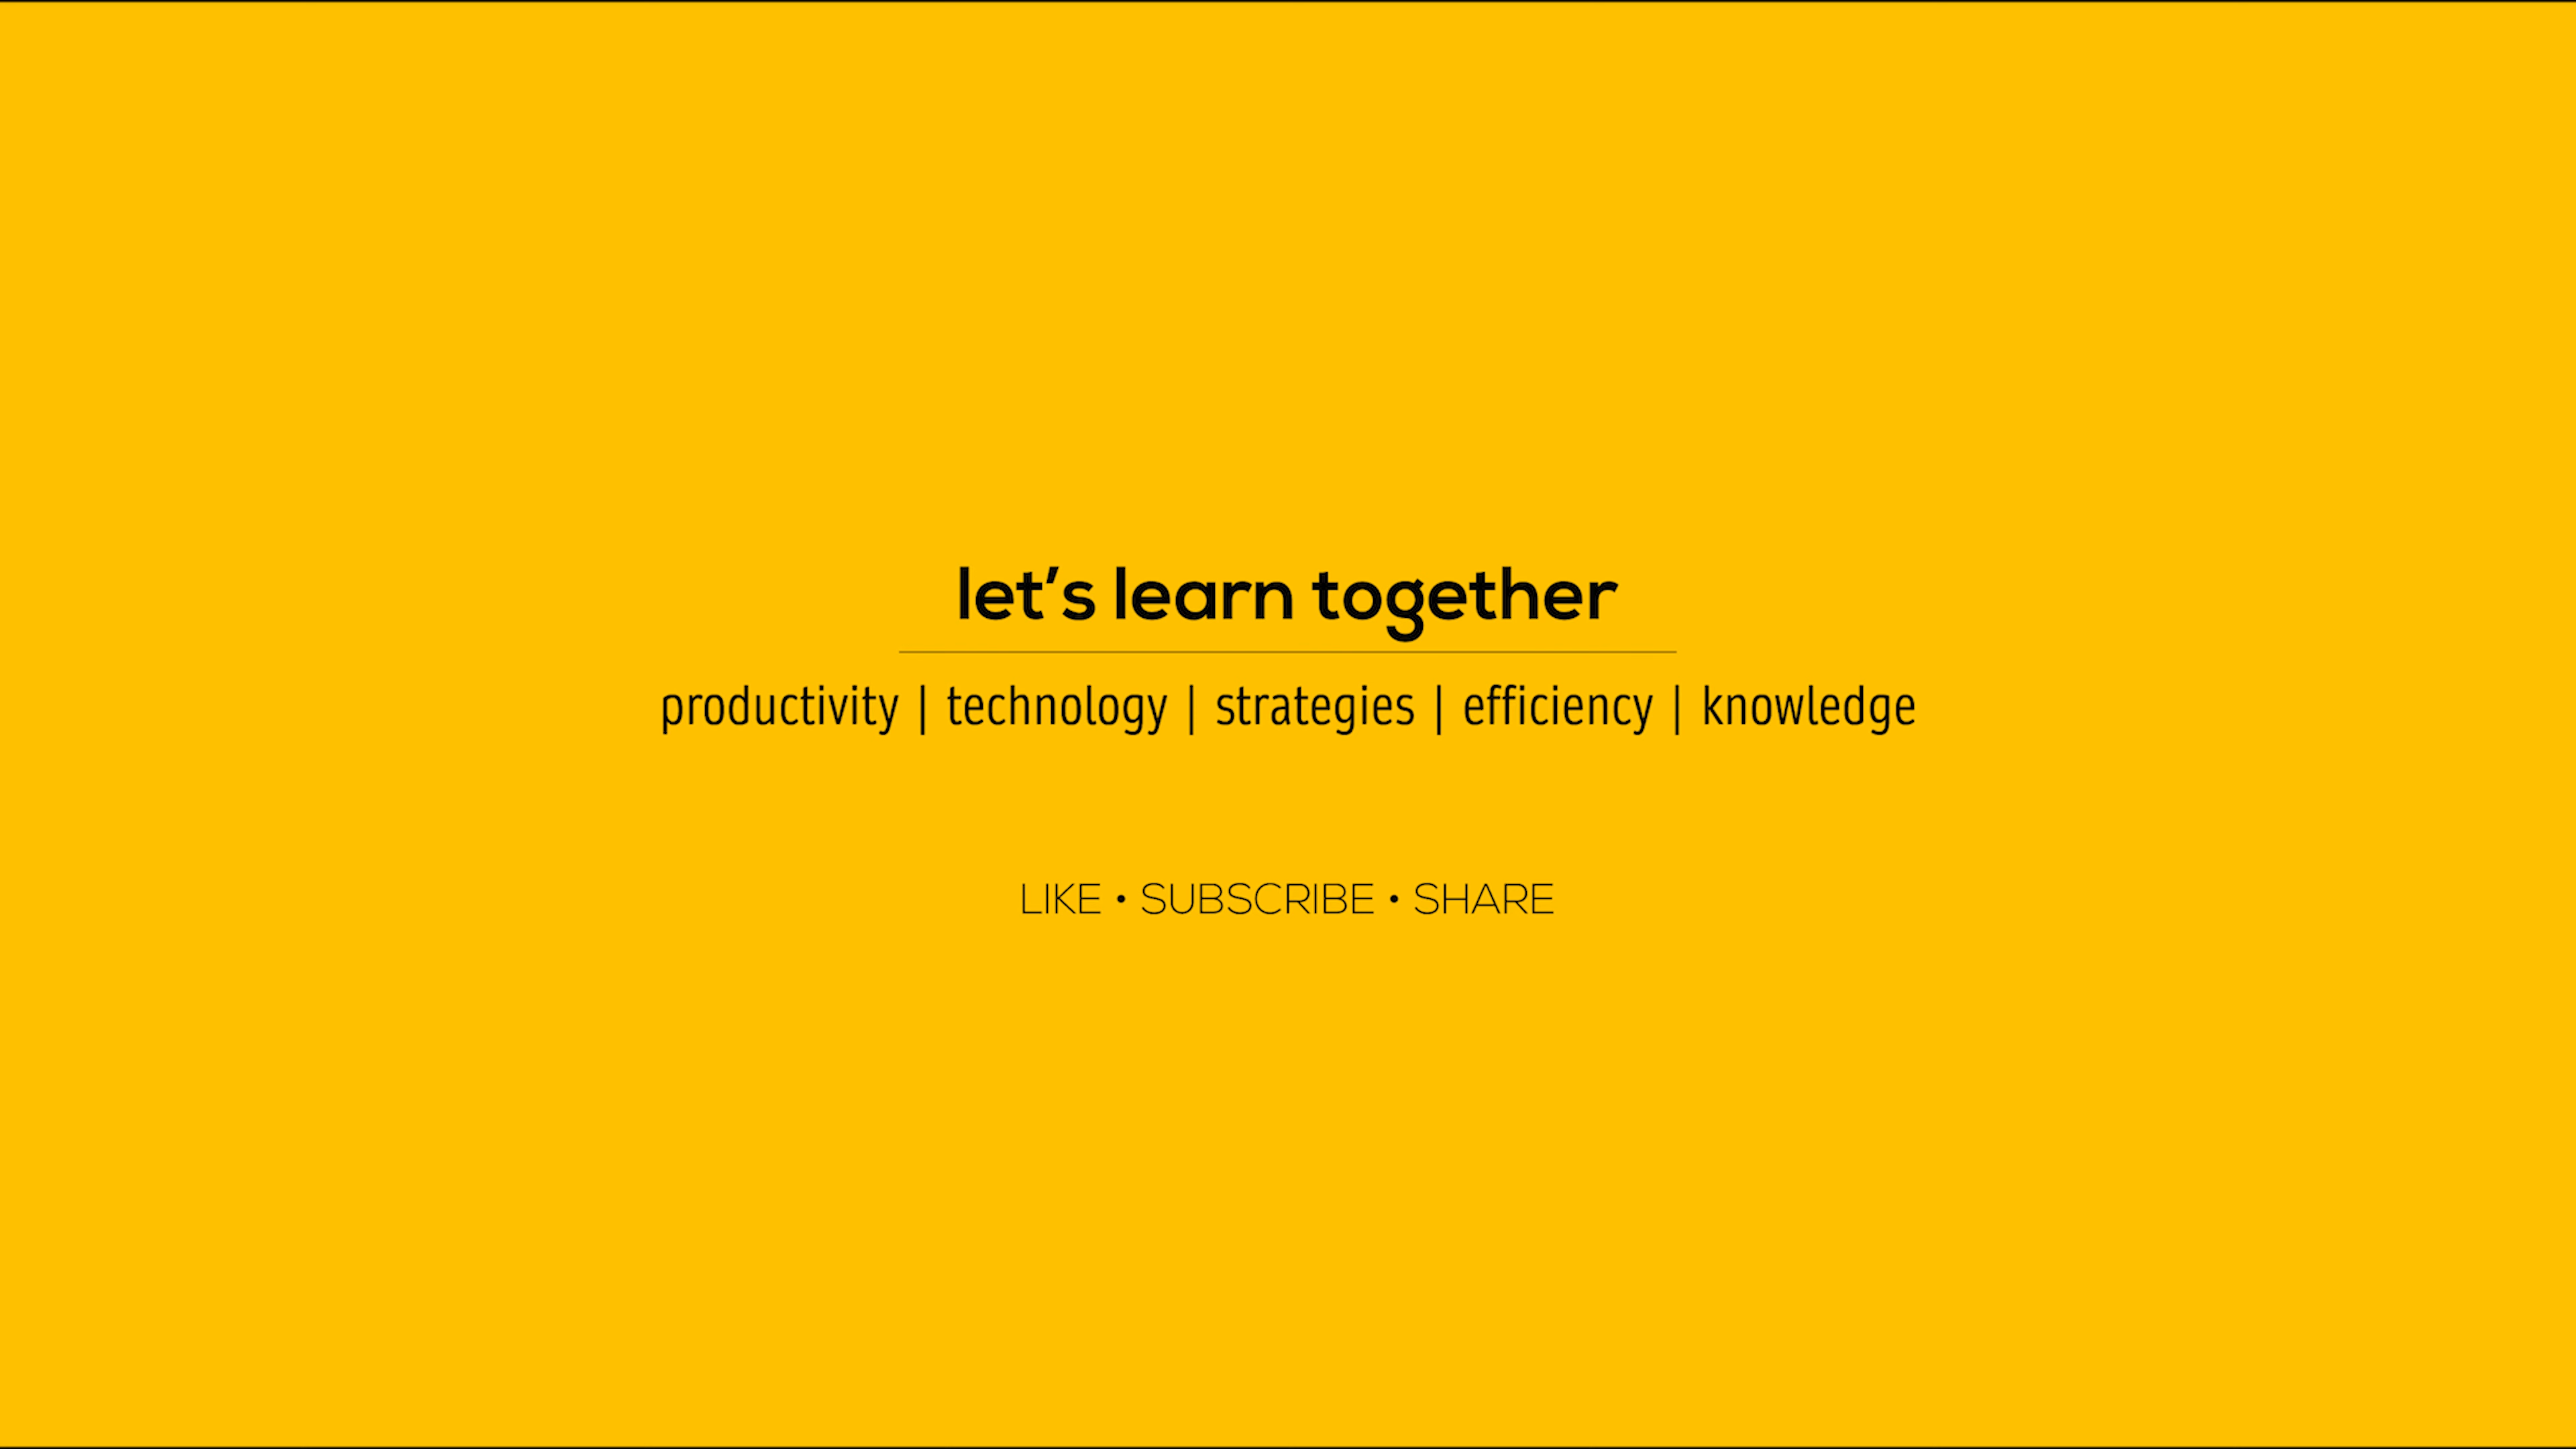 let’s learn together
productivity | technology | strategies | efficiency | knowledge
LIKE • SUBSCRIBE • SHARE